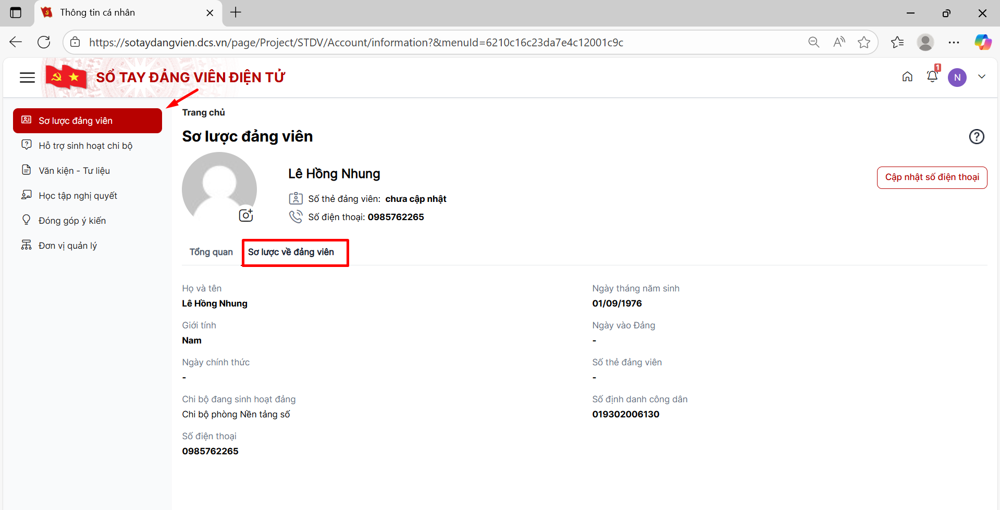 Thông tin cá nhân
https://sotaydangvien.dcs.vn/page/Project/STDV/Account/information?&menuId=6210c16c23da7e4c12001c9c
SỔ TAY ĐẢNG VIÊN ĐIỆN TỬ
1
N
Sơ lược đảng viên
Hỗ trợ sinh hoạt chi bộ
Văn kiện - Tư liệu
Học tập nghị quyết
Đóng góp ý kiến
Đơn vị quản lý
Trang chủ
Sơ lược đảng viên
Lê Hồng Nhung
Số thẻ đảng viên: chưa cập nhật
Số điện thoại: 0985762265
Cập nhật số điện thoại
Tổng quan
Sơ lược về đảng viên
Họ và tên
Lê Hồng Nhung
Ngày tháng năm sinh
01/09/1976
Giới tính
Nam
Ngày vào Đảng
-
Ngày chính thức
-
Số thẻ đảng viên
-
Chi bộ đang sinh hoạt đảng
Chi bộ phòng Nền tảng số
Số định danh công dân
019302006130
Số điện thoại
0985762265